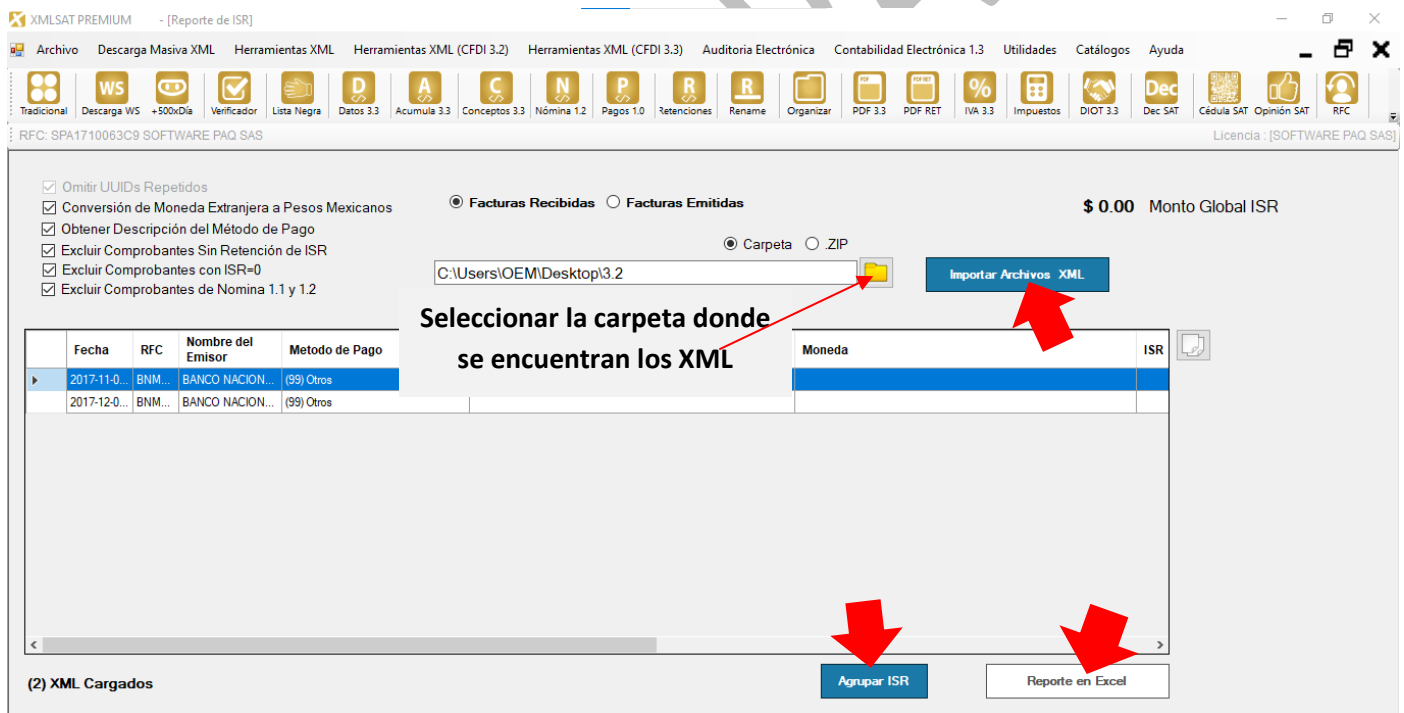 XMLSAT PREMIUM - [Reporte de ISR]
Archivo Descarga Masiva XML Herramientas XML Herramientas XML (CFDI 3.2) Herramientas XML (CFDI 3.3) Auditoria Electrónica Contabilidad Electrónica 1.3 Utilidades Catálogos Ayuda
WS D A C N P R R PDF PDF RET % Dec
Tradicional Descarga WS +500xDía Verificador Lista Negra Datos 3.3 Acumula 3.3 Conceptos 3.3 Nómina 1.2 Pagos 1.0 Retenciones Rename Organizar PDF 3.3 PDF RET IVA 3.3 Impuestos DIOT 3.3 Dec SAT Cédula SAT Opinión SAT RFC
RFC: SPA1710063C9 SOFTWARE PAQ SAS Licencia : [SOFTWARE PAQ SAS]
Omitir UUIDs Repetidos
Conversión de Moneda Extranjera a Pesos Mexicanos Facturas Recibidas Facturas Emitidas $ 0.00 Monto Global ISR
Obtener Descripción del Método de Pago
Excluir Comprobantes Sin Retención de ISR Carpeta .ZIP
Excluir Comprobantes con ISR=0 C:\Users\OEM\Desktop\3.2 Importar Archivos XML
Excluir Comprobantes de Nomina 1.1 y 1.2
Seleccionar la carpeta donde
se encuentran los XML
Fecha RFC Nombre del Emisor Metodo de Pago Moneda ISR
2017-11-0... BNM... BANCO NACION... (99) Otros
2017-12-0... BNM... BANCO NACION... (99) Otros
(2) XML Cargados Agrupar ISR Reporte en Excel